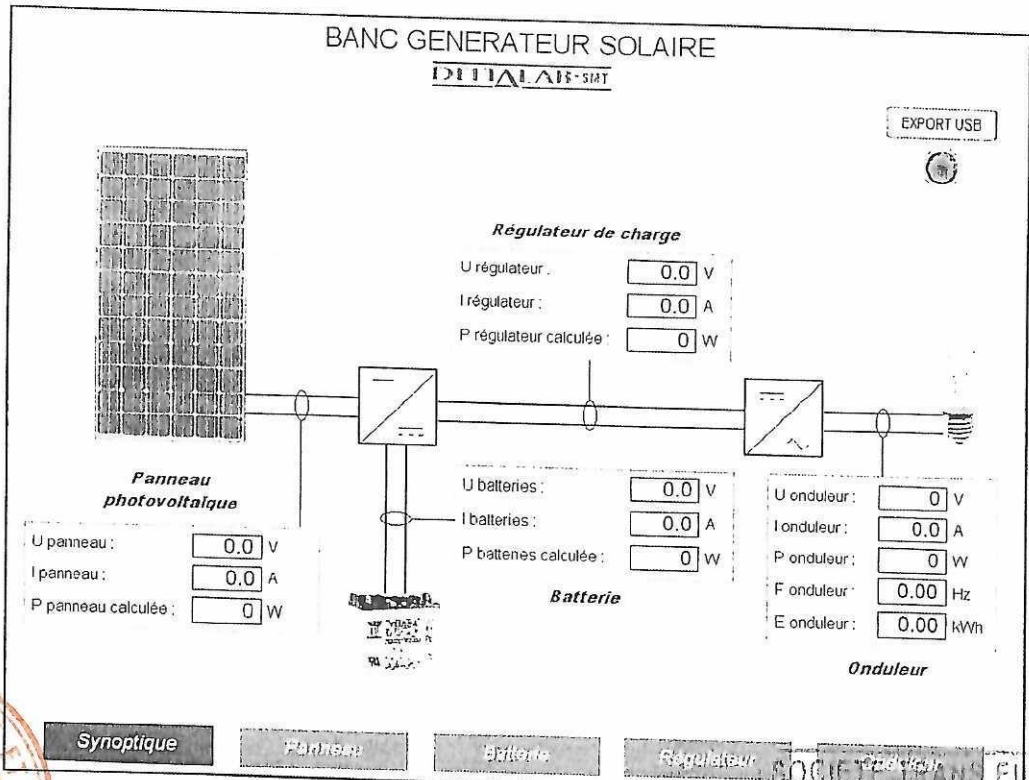 BANC GENERATEUR SOLAIRE
EXPORT USB
Régulateur de charge
U régulateur : 0.0 V
I régulateur : 0.0 A
P régulateur calculée : 0 W
Panneau
photovoltaïque
U panneau : 0.0 V
I panneau : 0.0 A
P panneau calculée : 0 W
U batteries : 0.0 V
I batteries : 0.0 A
P batteries calculée : 0 W
Batterie
U onduleur : 0 V
I onduleur : 0.0 A
P onduleur : 0 W
F onduleur : 0.00 Hz
E onduleur : 0.00 kWh
Onduleur
Synoptique Panneau Batterie Régulateur